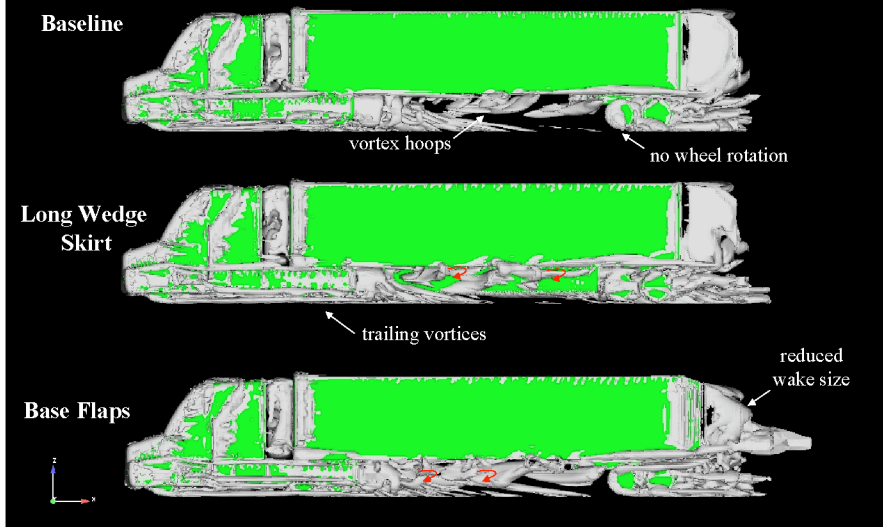 Baseline
vortex hoops
no wheel rotation
Long Wedge
Skirt
trailing vortices
reduced
wake size
Base Flaps
z
x